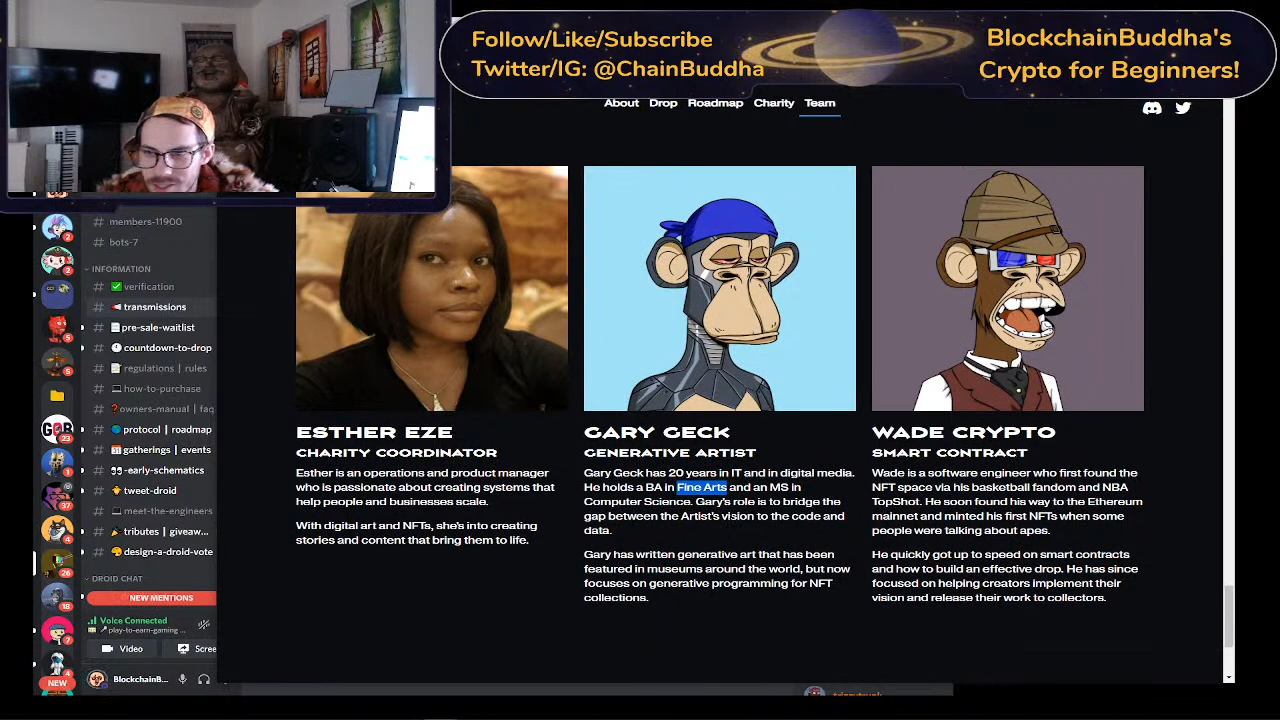 Follow/Like/Subscribe
Twitter/IG: @ChainBuddha
BlockchainBuddha's
Crypto for Beginners!
About Drop Roadmap Charity Team
# members-11900
# bots-7
INFORMATION
# verification
# transmissions
# pre-sale-waitlist
# countdown-to-drop
# regulations | rules
# how-to-purchase
# owners-manual | faq
# protocol | roadmap
# gatherings | events
# -early-schematics
# tweet-droid
# meet-the-engineers
# tributes | giveaw...
# design-a-droid-vote
DROID CHAT
NEW MENTIONS
Voice Connected
play-to-earn-gaming ...
Video Scree
BlockchainB...
NEW
ESTHER EZE
CHARITY COORDINATOR
Esther is an operations and product manager
who is passionate about creating systems that
help people and businesses scale.
With digital art and NFTs, she's into creating
stories and content that bring them to life.
GARY GECK
GENERATIVE ARTIST
Gary Geck has 20 years in IT and in digital media.
He holds a BA in Fine Arts and an MS in
Computer Science. Gary's role is to bridge the
gap between the Artist's vision to the code and
data.
Gary has written generative art that has been
featured in museums around the world, but now
focuses on generative programming for NFT
collections.
WADE CRYPTO
SMART CONTRACT
Wade is a software engineer who first found the
NFT space via his basketball fandom and NBA
TopShot. He soon found his way to the Ethereum
mainnet and minted his first NFTs when some
people were talking about apes.
He quickly got up to speed on smart contracts
and how to build an effective drop. He has since
focused on helping creators implement their
vision and release their work to collectors.